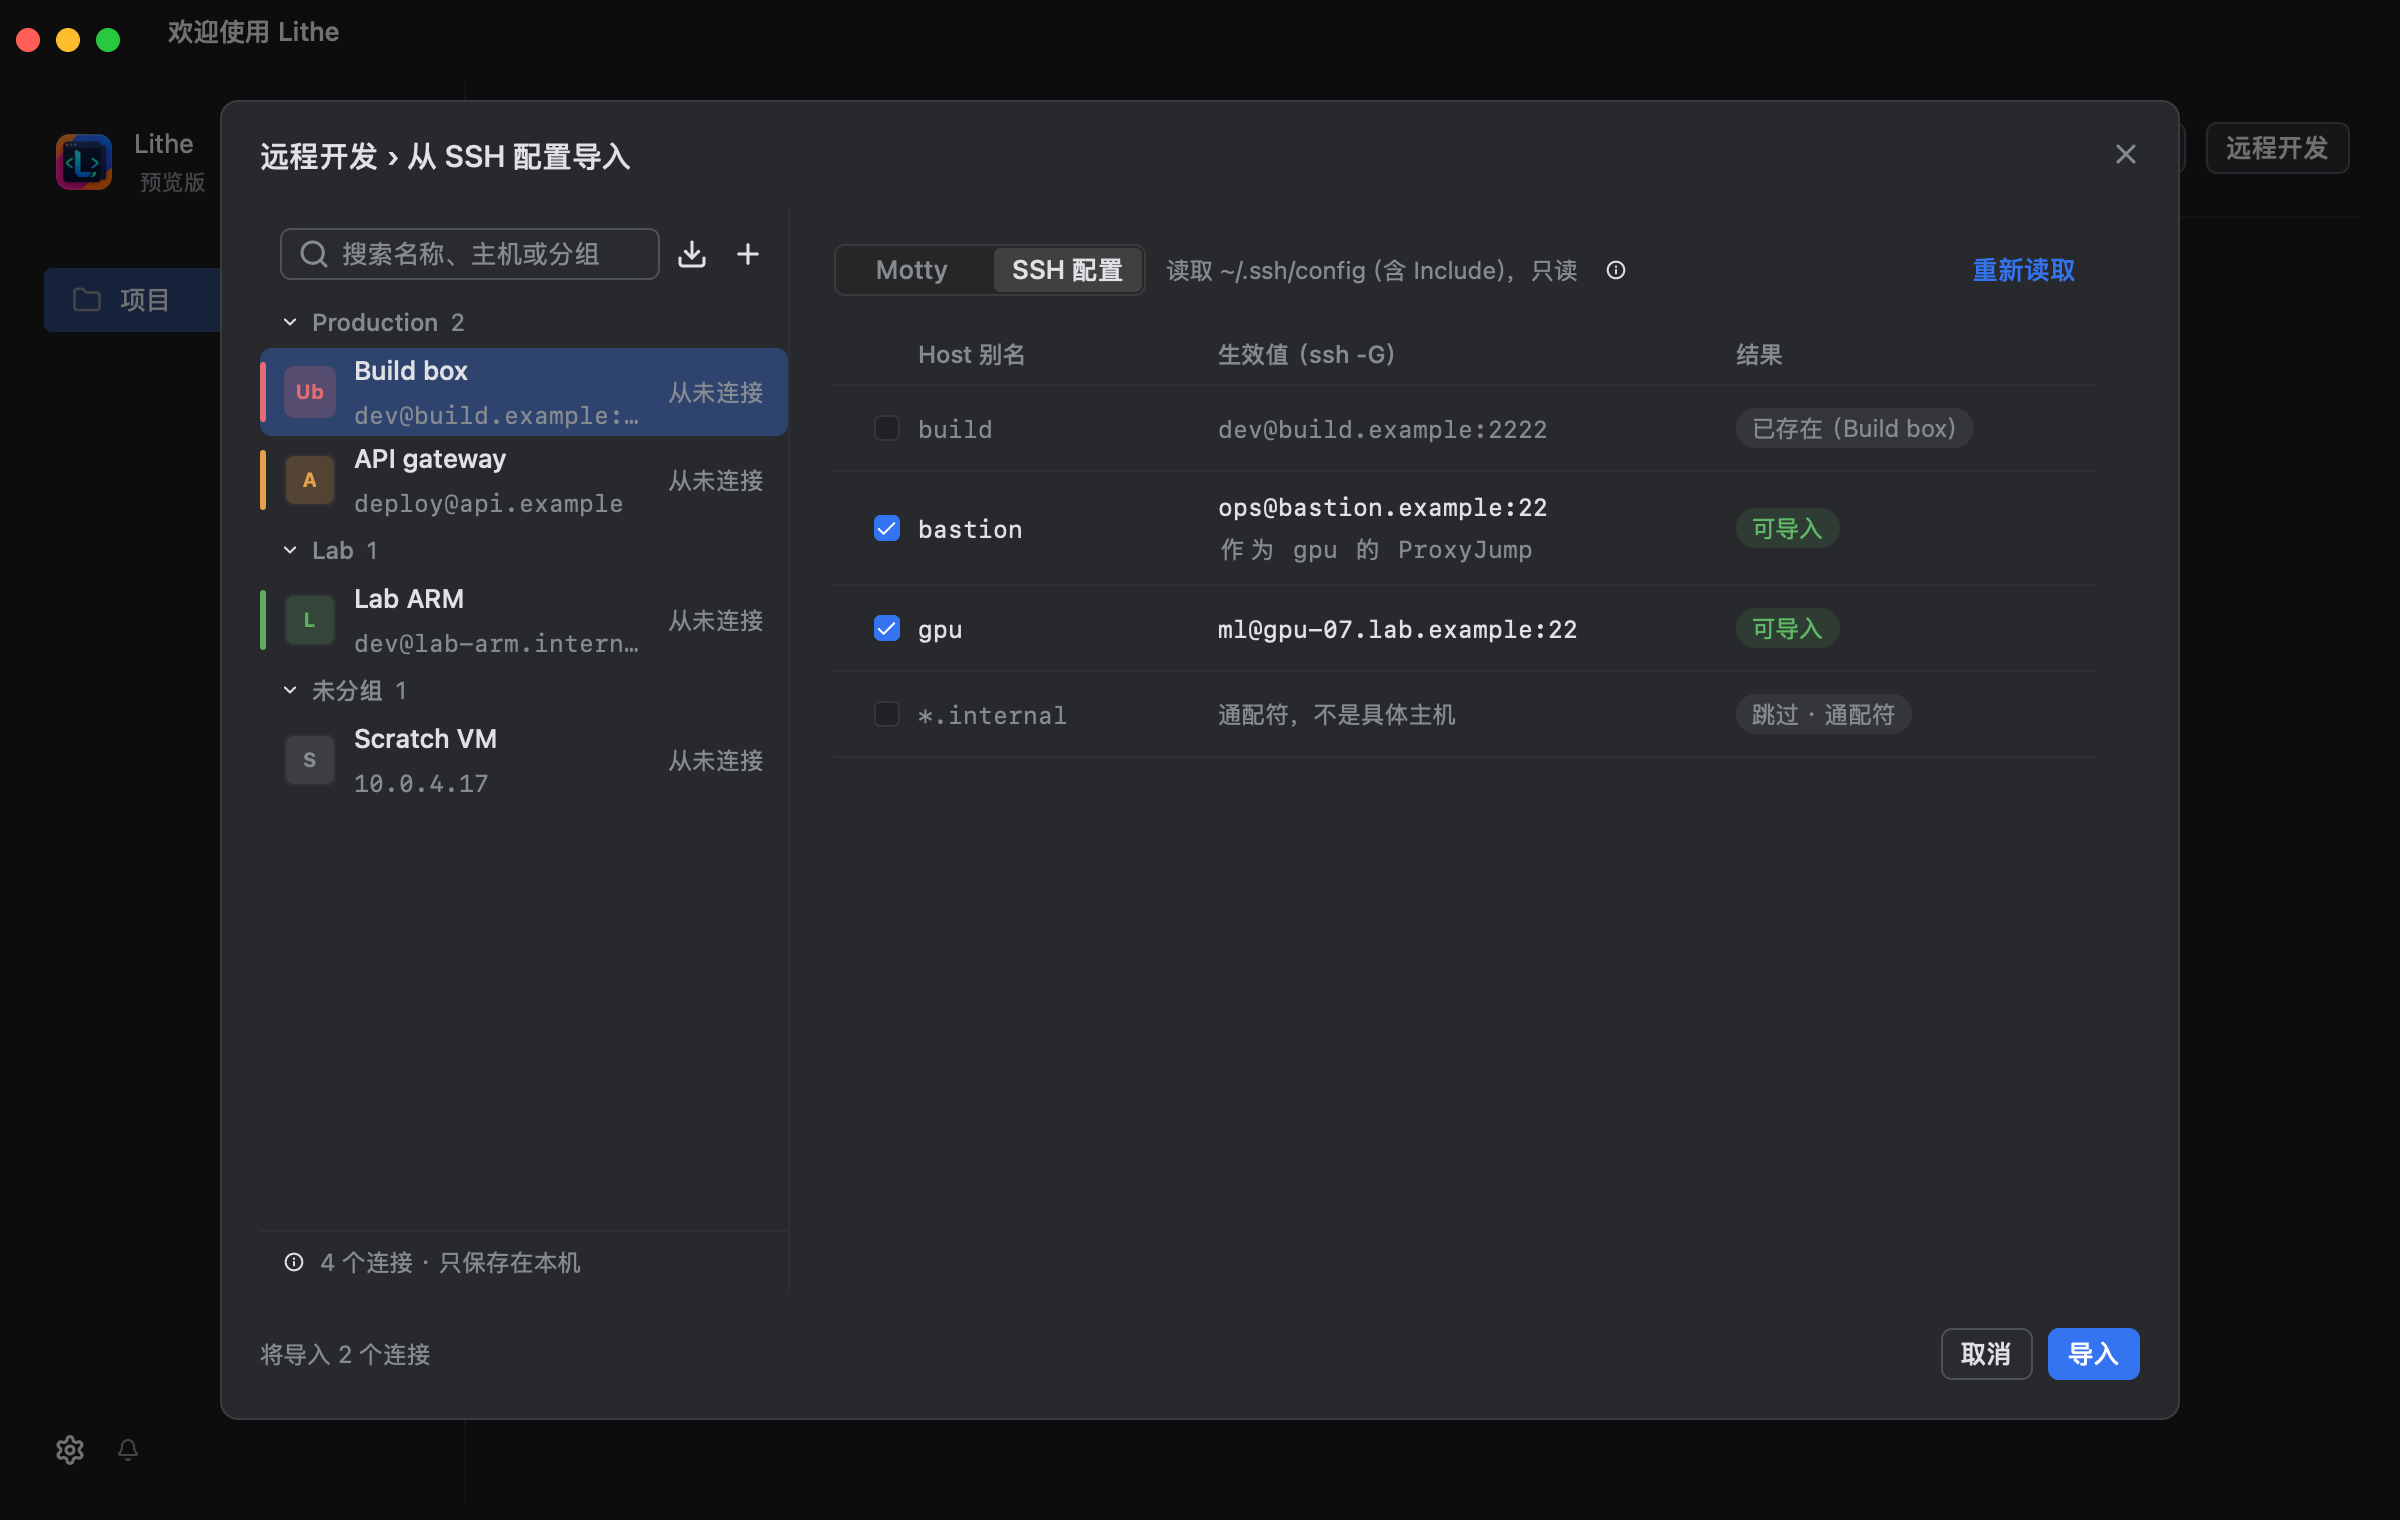 欢迎使用 Lithe
Lithe
预览版
远程开发
项目
远程开发 › 从 SSH 配置导入
搜索名称、主机或分组
Production 2
Ub
Build box
dev@build.example:…
从未连接
A
API gateway
deploy@api.example
从未连接
Lab 1
L
Lab ARM
dev@lab-arm.intern…
从未连接
未分组 1
S
Scratch VM
10.0.4.17
从未连接
4 个连接 · 只保存在本机
Motty
SSH 配置
读取 ~/.ssh/config (含 Include)，只读
重新读取
Host 别名
生效值（ssh -G）
结果
build
dev@build.example:2222
已存在（Build box）
bastion
ops@bastion.example:22
作为 gpu 的 ProxyJump
可导入
gpu
ml@gpu-07.lab.example:22
可导入
*.internal
通配符，不是具体主机
跳过 · 通配符
将导入 2 个连接
取消
导入